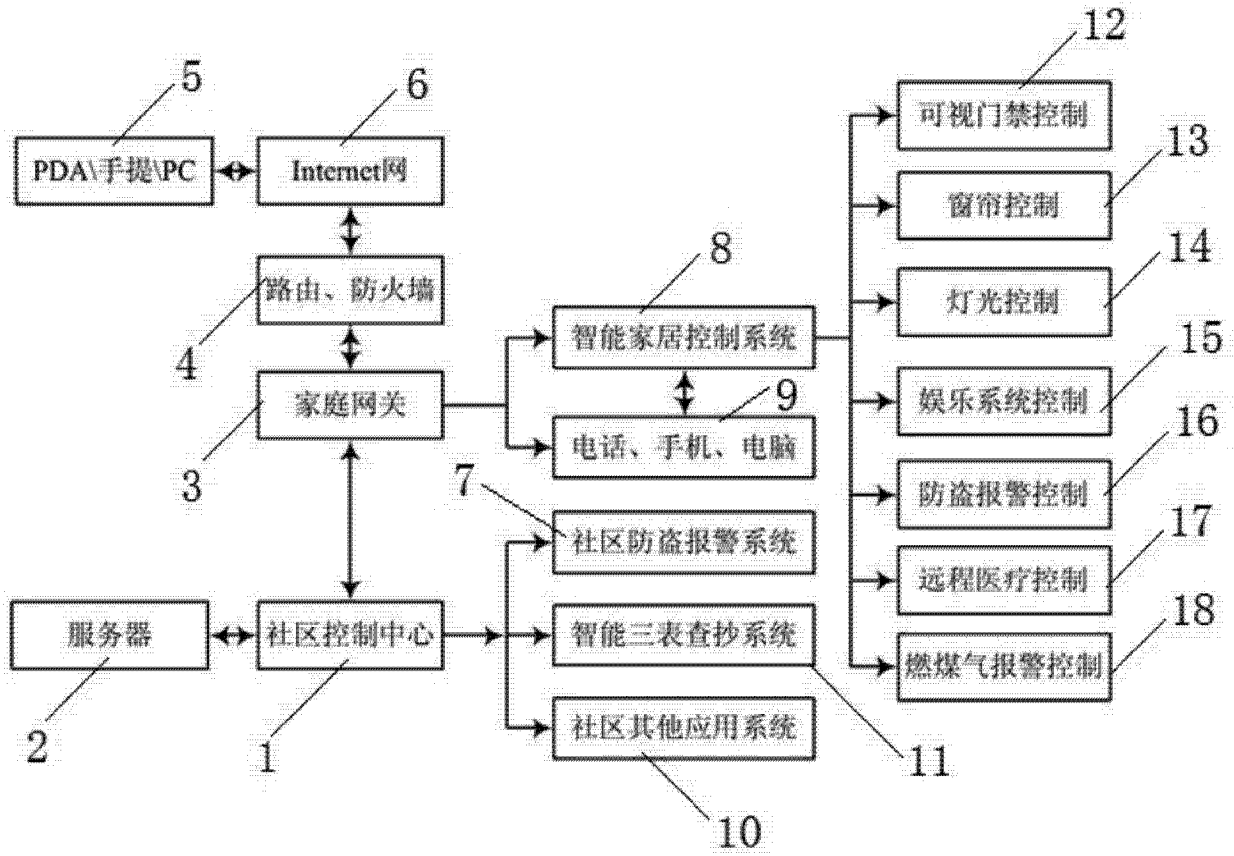 12
5
6
可视门禁控制
13
PDA\手提\PC
Internet网
窗帘控制
8
14
路由、防火墙
灯光控制
4
智能家居控制系统
15
家庭网关
9
娱乐系统控制
3
电话、手机、电脑
16
7
防盗报警控制
社区防盗报警系统
17
远程医疗控制
服务器
社区控制中心
智能三表查抄系统
18
燃煤气报警控制
2
1
社区其他应用系统
11
10